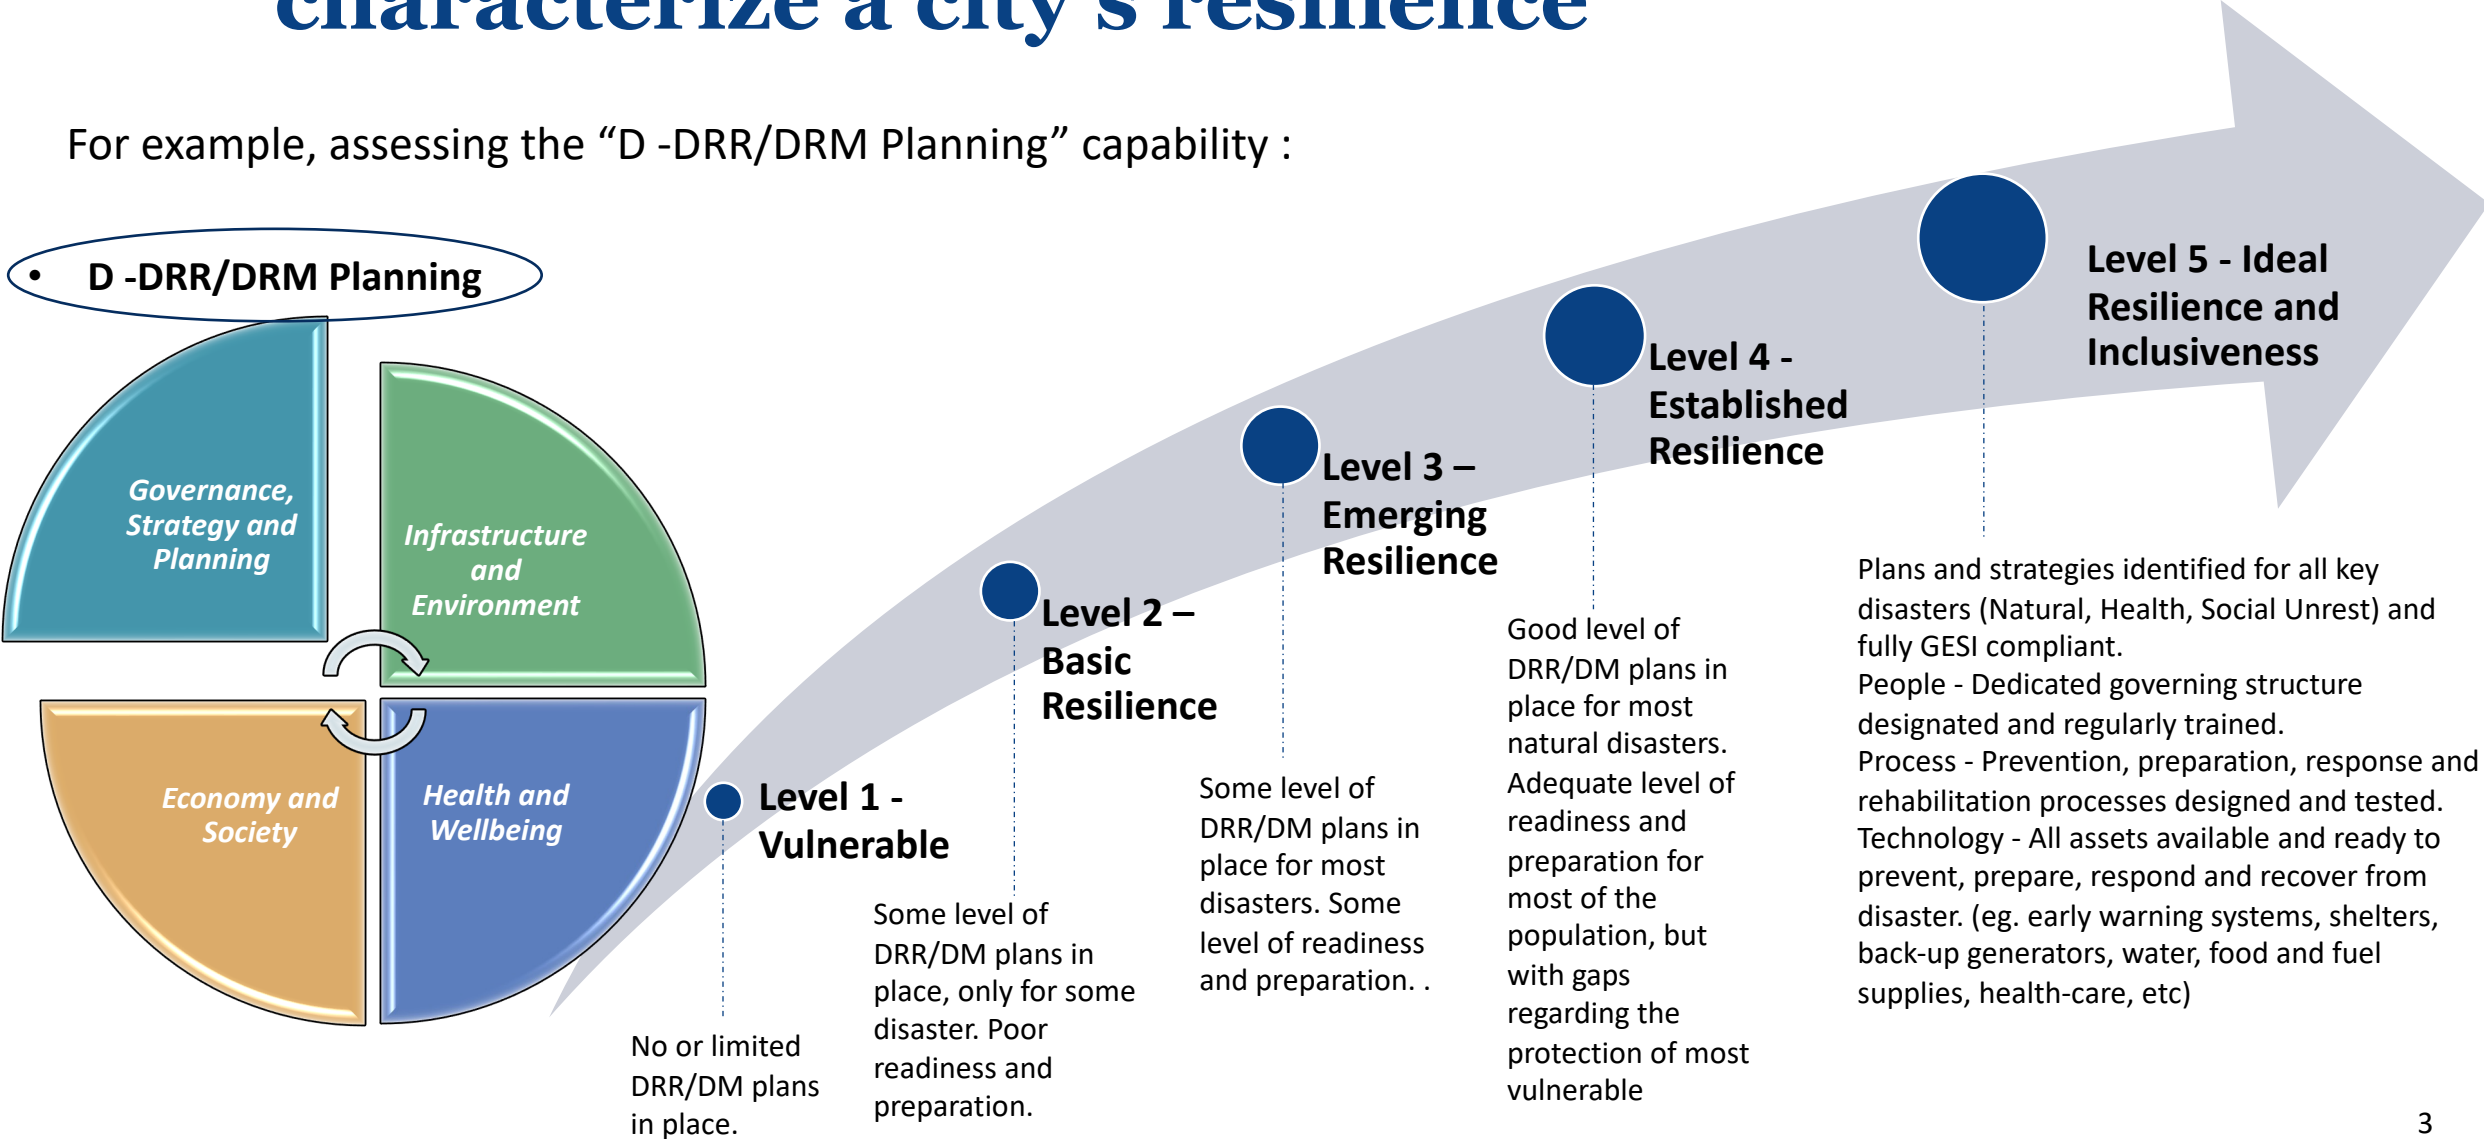 characterize a city's resilience
For example, assessing the “D -DRR/DRM Planning” capability :
• D -DRR/DRM Planning
Governance,
Strategy and
Planning
Infrastructure
and
Environment
Economy and
Society
Health and
Wellbeing
Level 1 -
Vulnerable
No or limited
DRR/DM plans
in place.
Level 2 –
Basic
Resilience
Some level of
DRR/DM plans in
place, only for some
disaster. Poor
readiness and
preparation.
Level 3 –
Emerging
Resilience
Some level of
DRR/DM plans in
place for most
disasters. Some
level of readiness
and preparation. .
Level 4 -
Established
Resilience
Good level of
DRR/DM plans in
place for most
natural disasters.
Adequate level of
readiness and
preparation for
most of the
population, but
with gaps
regarding the
protection of most
vulnerable
Level 5 - Ideal
Resilience and
Inclusiveness
Plans and strategies identified for all key
disasters (Natural, Health, Social Unrest) and
fully GESI compliant.
People - Dedicated governing structure
designated and regularly trained.
Process - Prevention, preparation, response and
rehabilitation processes designed and tested.
Technology - All assets available and ready to
prevent, prepare, respond and recover from
disaster. (eg. early warning systems, shelters,
back-up generators, water, food and fuel
supplies, health-care, etc)
3